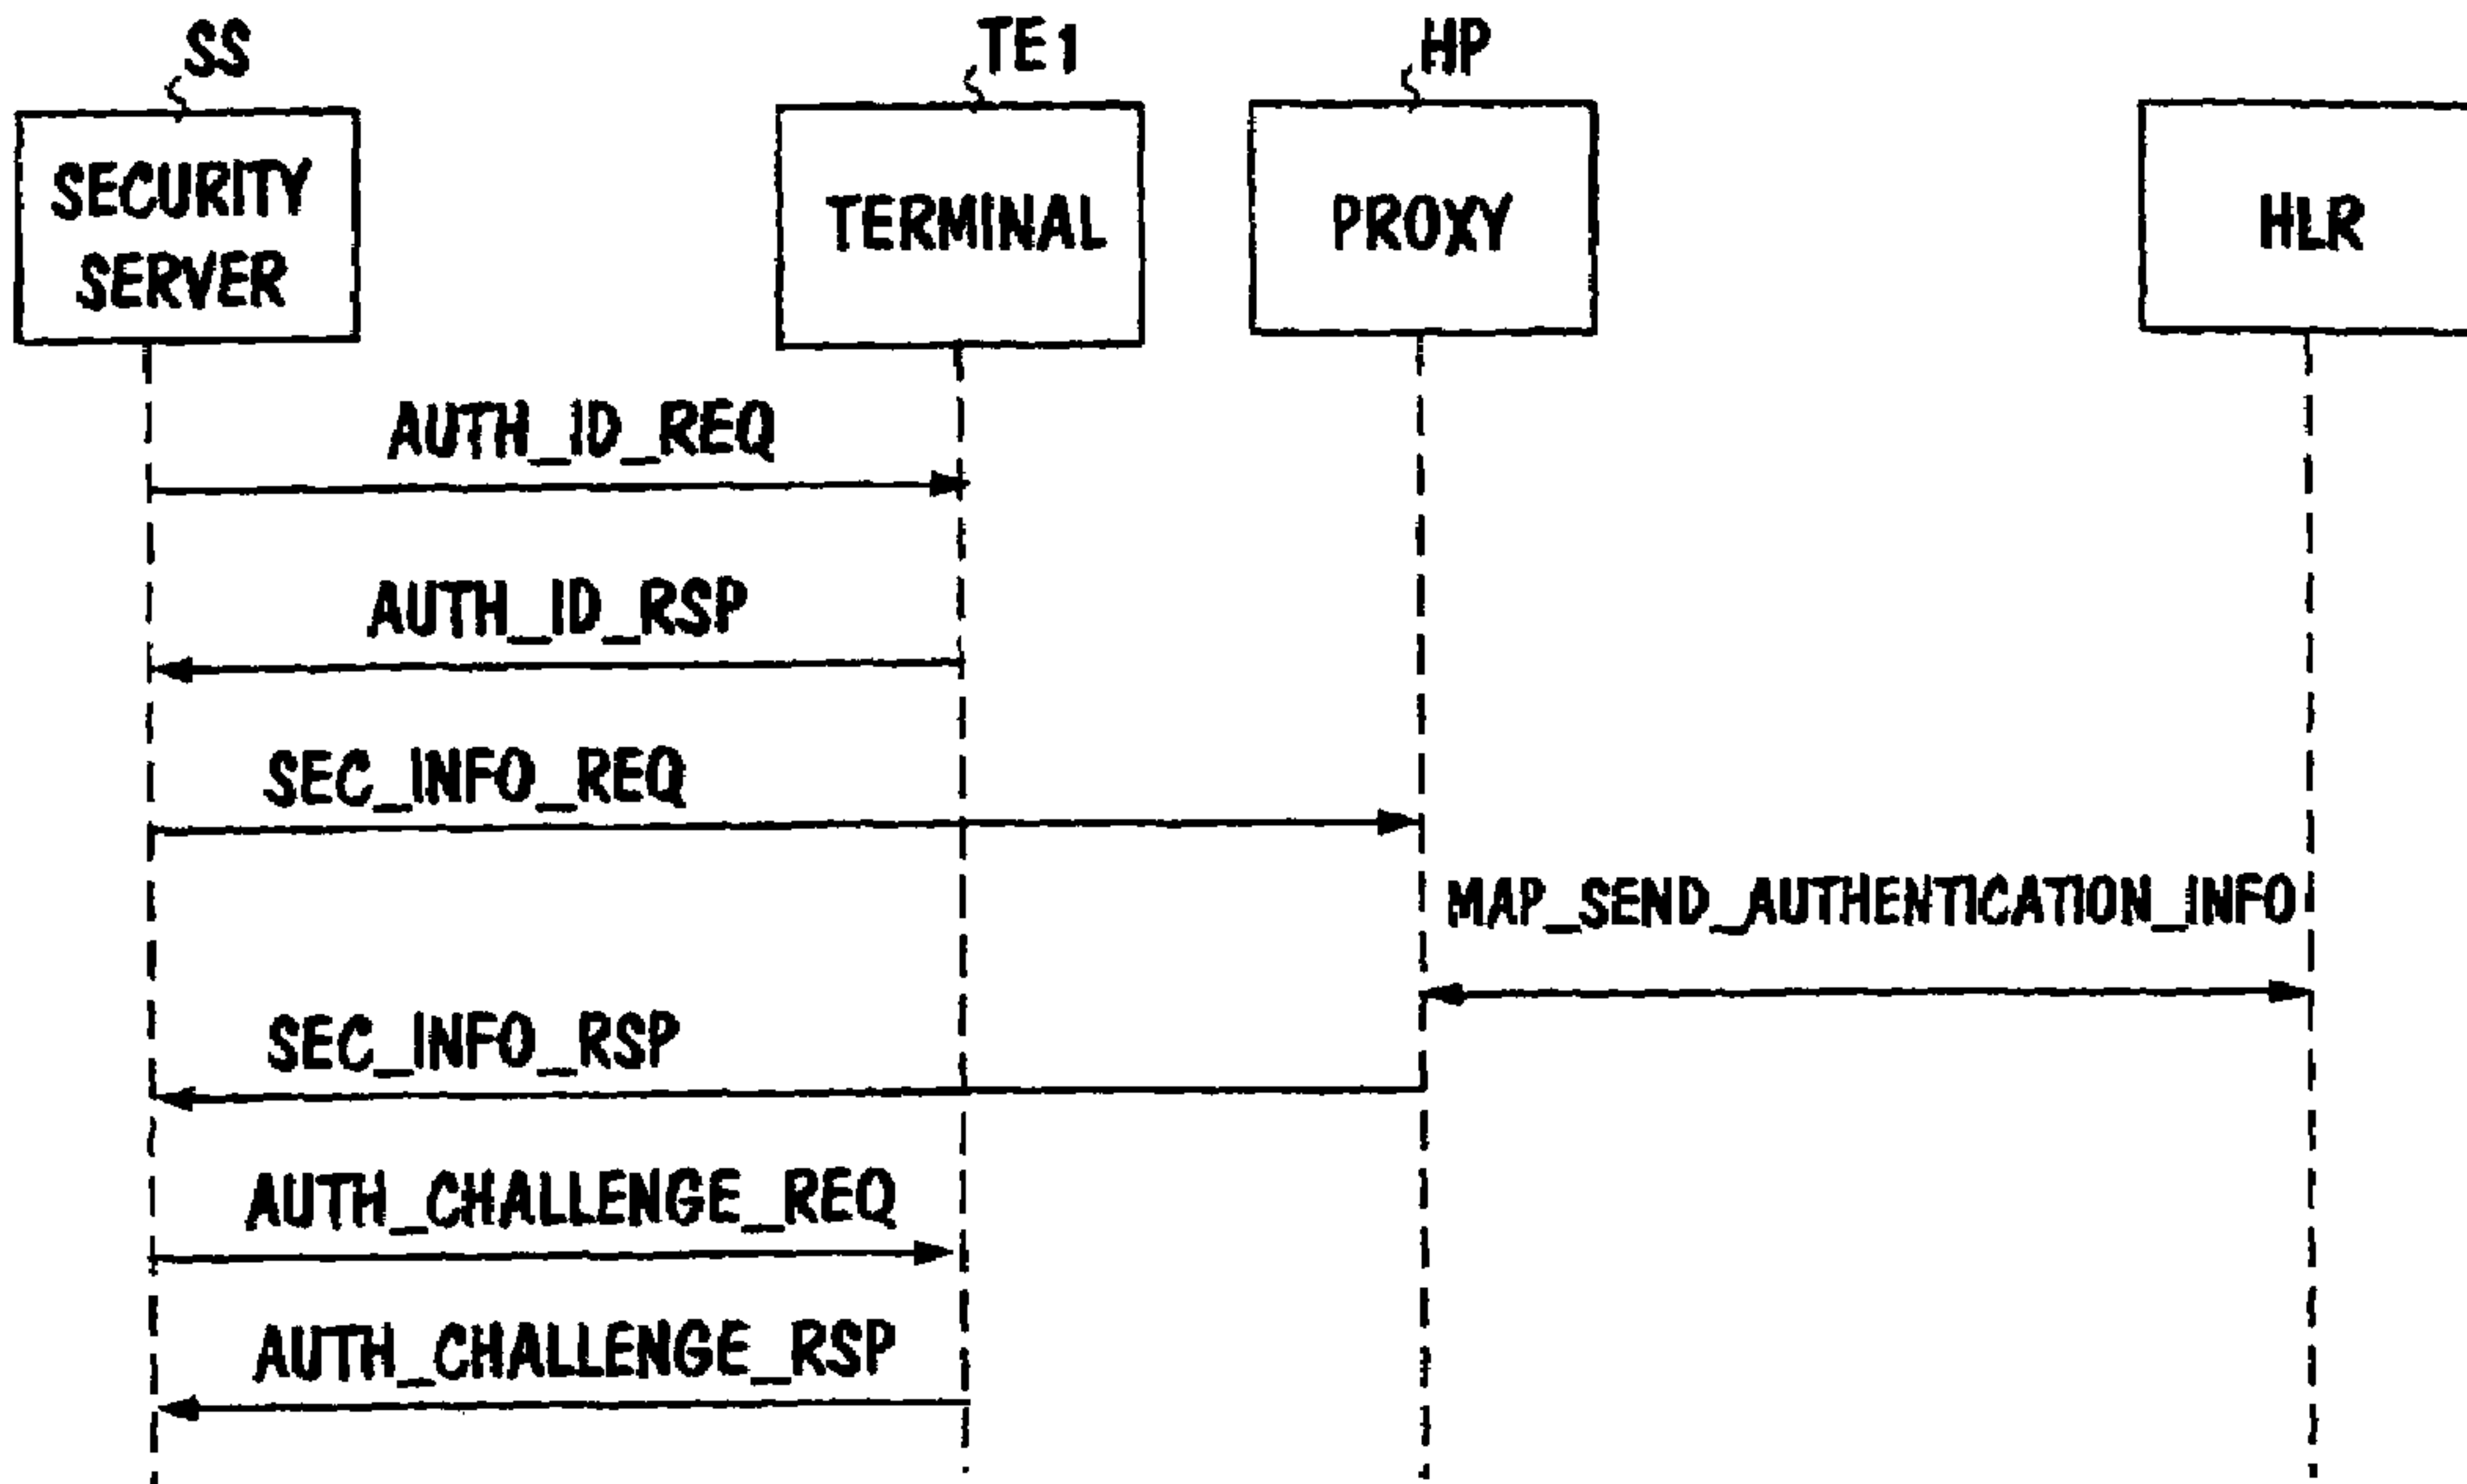 SS
TE1
HP
SECURITY
SERVER
TERMINAL
PROXY
HLR
AUTH_ID_REQ
AUTH_ID_RSP
SEC_INFO_REQ
MAP_SEND_AUTHENTICATION_INFO
SEC_INFO_RSP
AUTH_CHALLENGE_REQ
AUTH_CHALLENGE_RSP